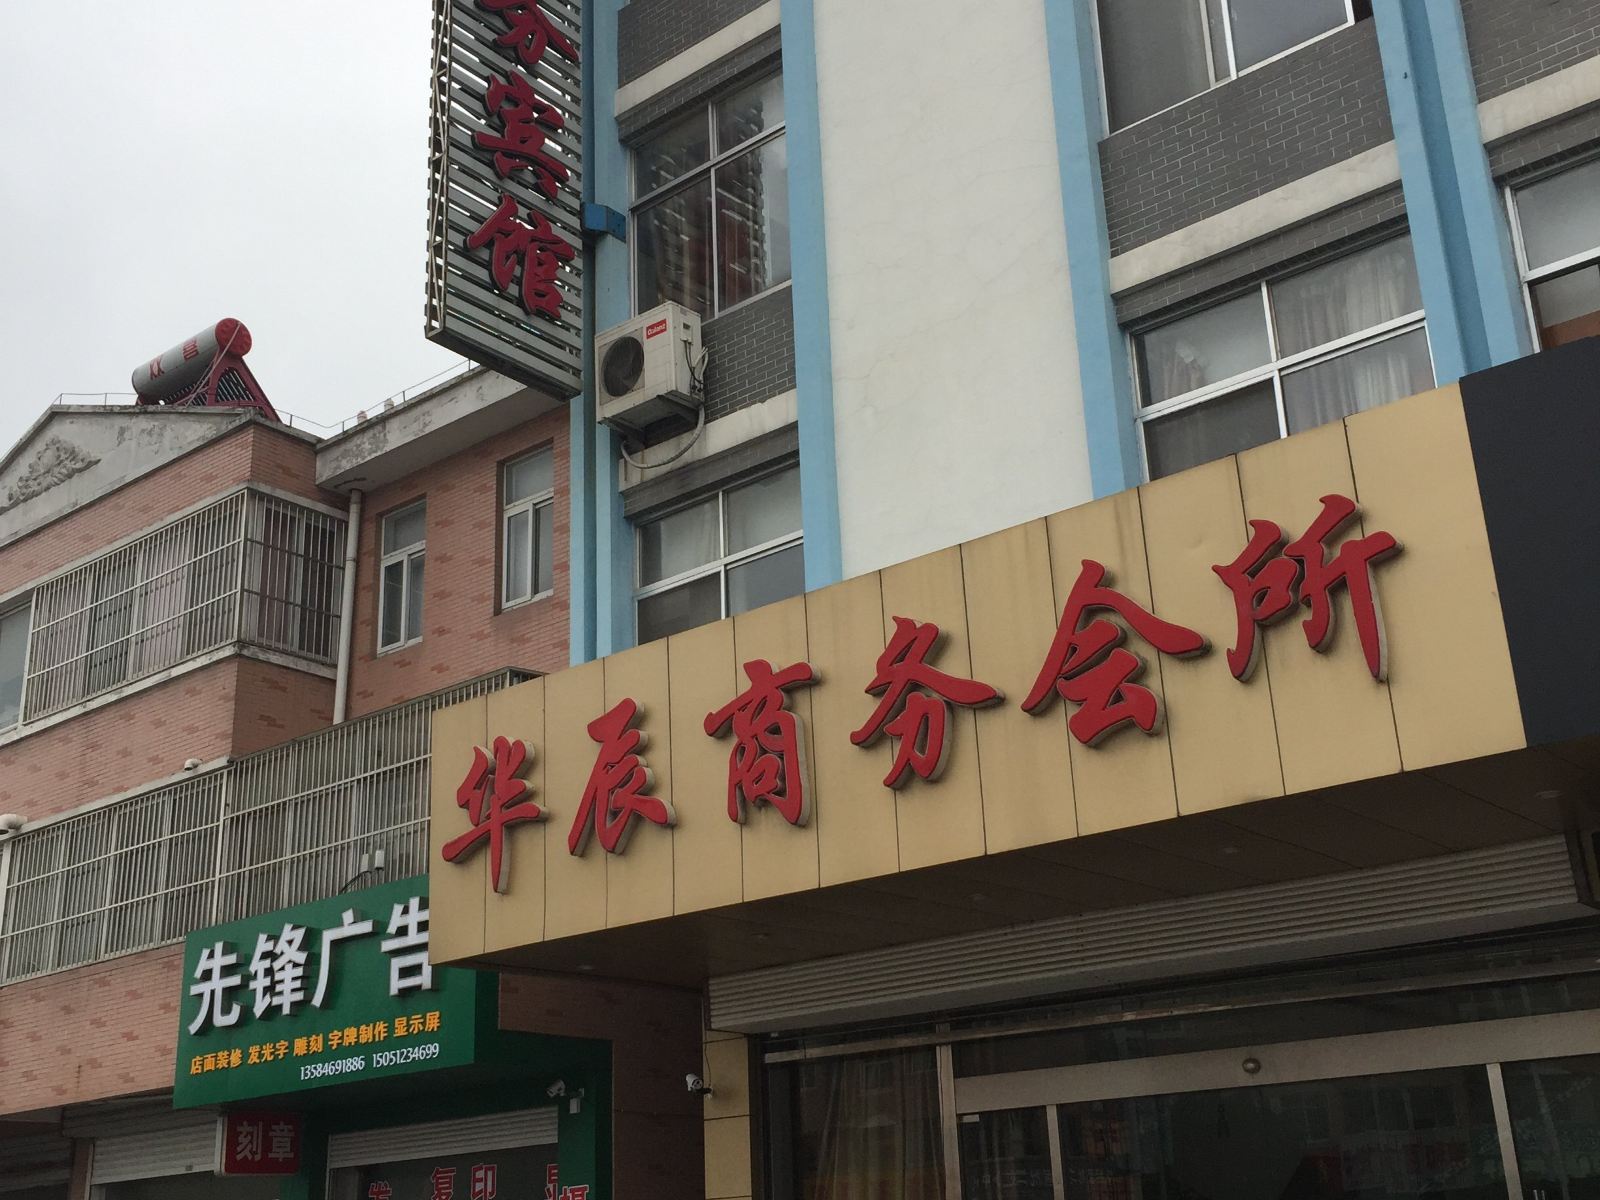 务宾馆
Aulanz
华辰商务会所
先锋广告
店面装修 发光字 雕刻 字牌制作 显示屏
13584691886 15051234699
刻章
复印